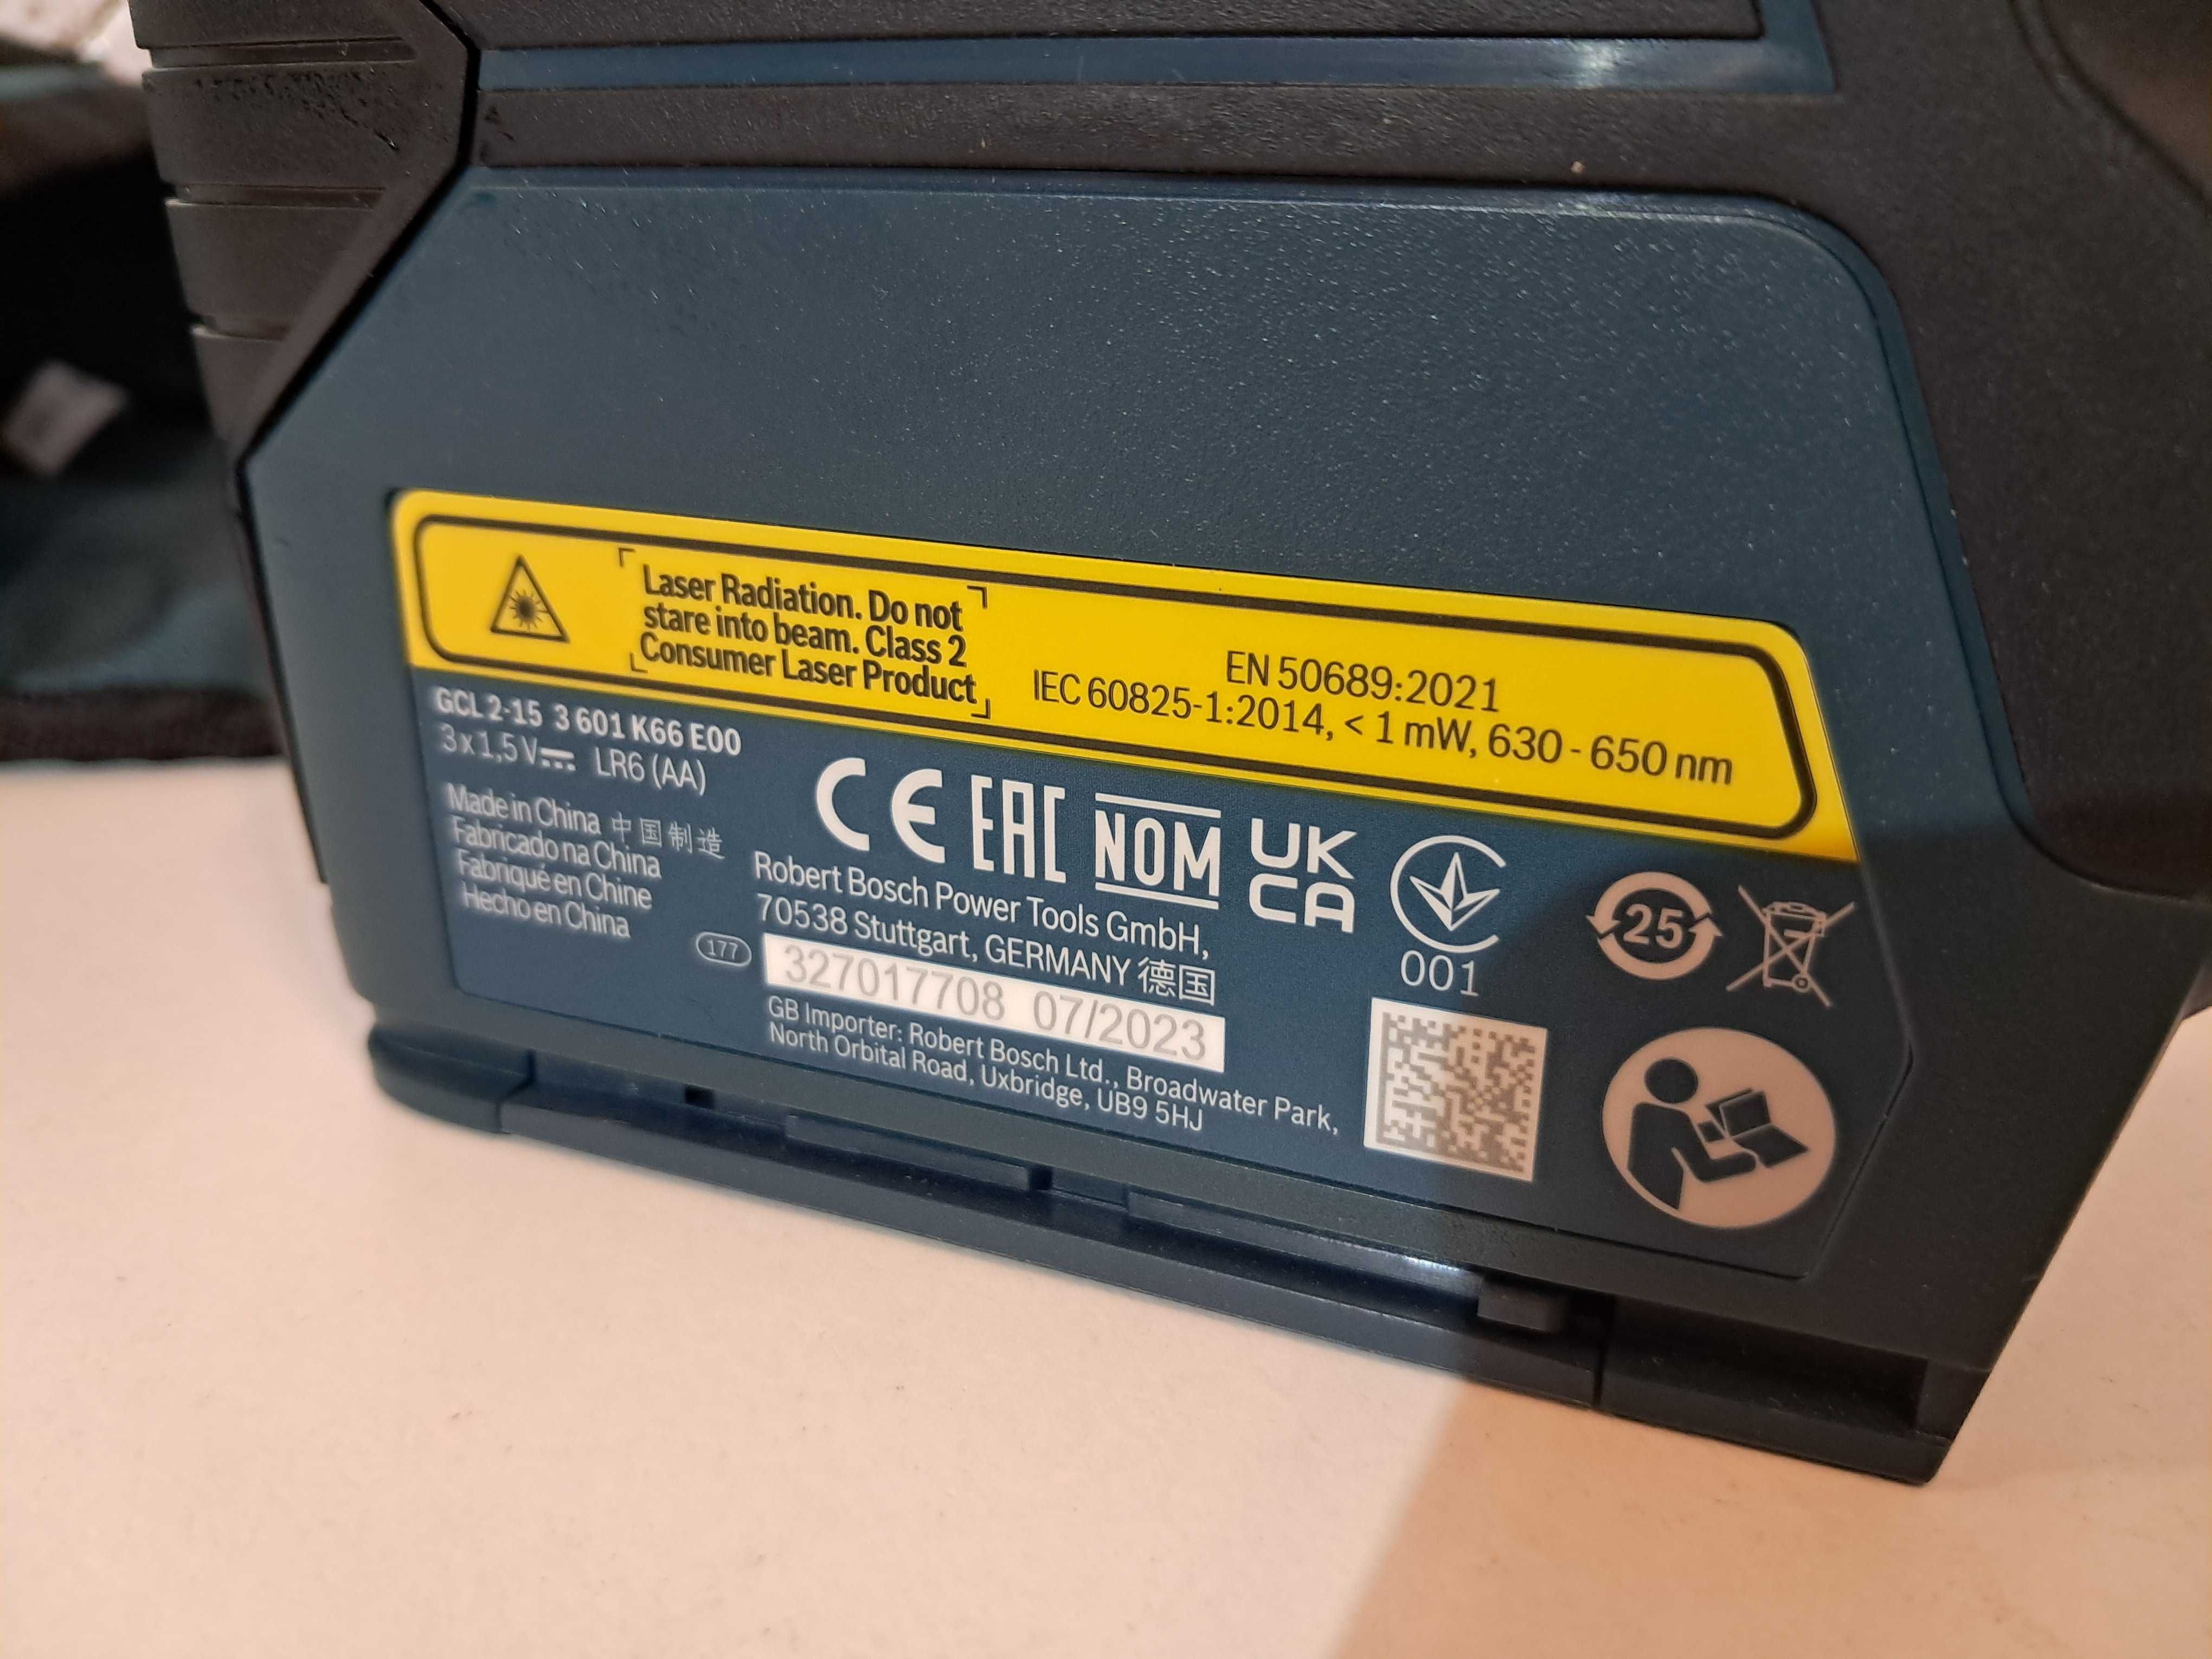 Laser Radiation. Do not
stare into beam. Class 2
Consumer Laser Product
EN 50689:2021
IEC 60825-1:2014, < 1 mW, 630 - 650 nm
GCL 2-15 3 601 K66 E00
3 x 1,5 V⎓ LR6 (AA)
Made in China 中国制造
Fabricado na China
Fabriqué en Chine
Hecho en China
CE EAC NOM UK
CA
Robert Bosch Power Tools GmbH,
70538 Stuttgart, GERMANY 德国
177
327017708 07/2023
GB Importer: Robert Bosch Ltd., Broadwater Park,
North Orbital Road, Uxbridge, UB9 5HJ
001
25